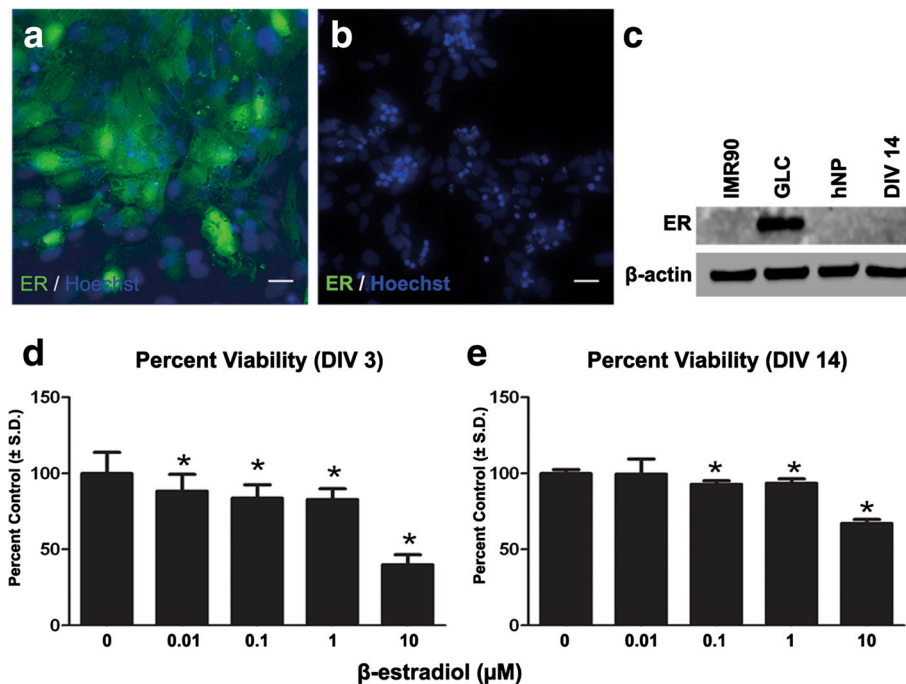 a
ER / Hoechst
b
ER / Hoechst
c
IMR90
GLC
hNP
DIV 14
ER
β-actin
d
Percent Viability (DIV 3)
Percent Control (± S.D.)
150
100
50
0
* * * *
0 0.01 0.1 1 10
e
Percent Viability (DIV 14)
Percent Control (± S.D.)
150
100
50
0
* * *
0 0.01 0.1 1 10
β-estradiol (µM)